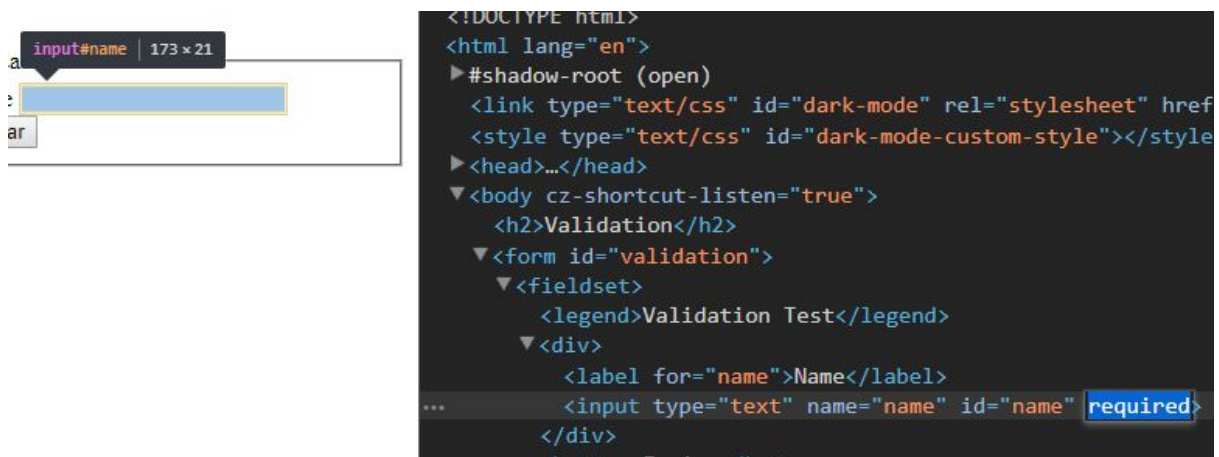 input#name | 173 × 21
ar
<!DOCTYPE html>
<html lang="en">
▶#shadow-root (open)
<link type="text/css" id="dark-mode" rel="stylesheet" href
<style type="text/css" id="dark-mode-custom-style"></style
▶<head>…</head>
▼<body cz-shortcut-listen="true">
<h2>Validation</h2>
▼<form id="validation">
▼<fieldset>
<legend>Validation Test</legend>
▼<div>
<label for="name">Name</label>
... <input type="text" name="name" id="name" required>
</div>